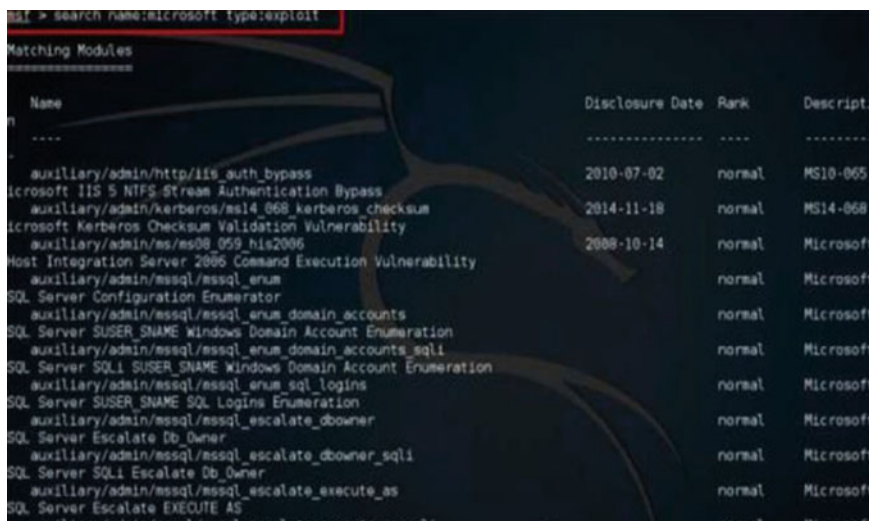 msf > search name:microsoft type:exploit
Matching Modules
================
Name Disclosure Date Rank Descript
n
---- --------------- ---- --------
-
auxiliary/admin/http/iis_auth_bypass 2010-07-02 normal MS10-065
icrosoft IIS 5 NTFS Stream Authentication Bypass
auxiliary/admin/kerberos/ms14_068_kerberos_checksum 2014-11-18 normal MS14-068
icrosoft Kerberos Checksum Validation Vulnerability
auxiliary/admin/ms/ms08_059_his2006 2008-10-14 normal Microsof
Host Integration Server 2006 Command Execution Vulnerability
auxiliary/admin/mssql/mssql_enum normal Microsof
SQL Server Configuration Enumerator
auxiliary/admin/mssql/mssql_enum_domain_accounts normal Microsof
SQL Server SUSER_SNAME Windows Domain Account Enumeration
auxiliary/admin/mssql/mssql_enum_domain_accounts_sqli normal Microsof
SQL Server SQLi SUSER_SNAME Windows Domain Account Enumeration
auxiliary/admin/mssql/mssql_enum_sql_logins normal Microsof
SQL Server SUSER_SNAME SQL Logins Enumeration
auxiliary/admin/mssql/mssql_escalate_dbowner normal Microsof
SQL Server Escalate Db_Owner
auxiliary/admin/mssql/mssql_escalate_dbowner_sqli normal Microsof
SQL Server SQLi Escalate Db_Owner
auxiliary/admin/mssql/mssql_escalate_execute_as normal Microsof
SQL Server Escalate EXECUTE AS